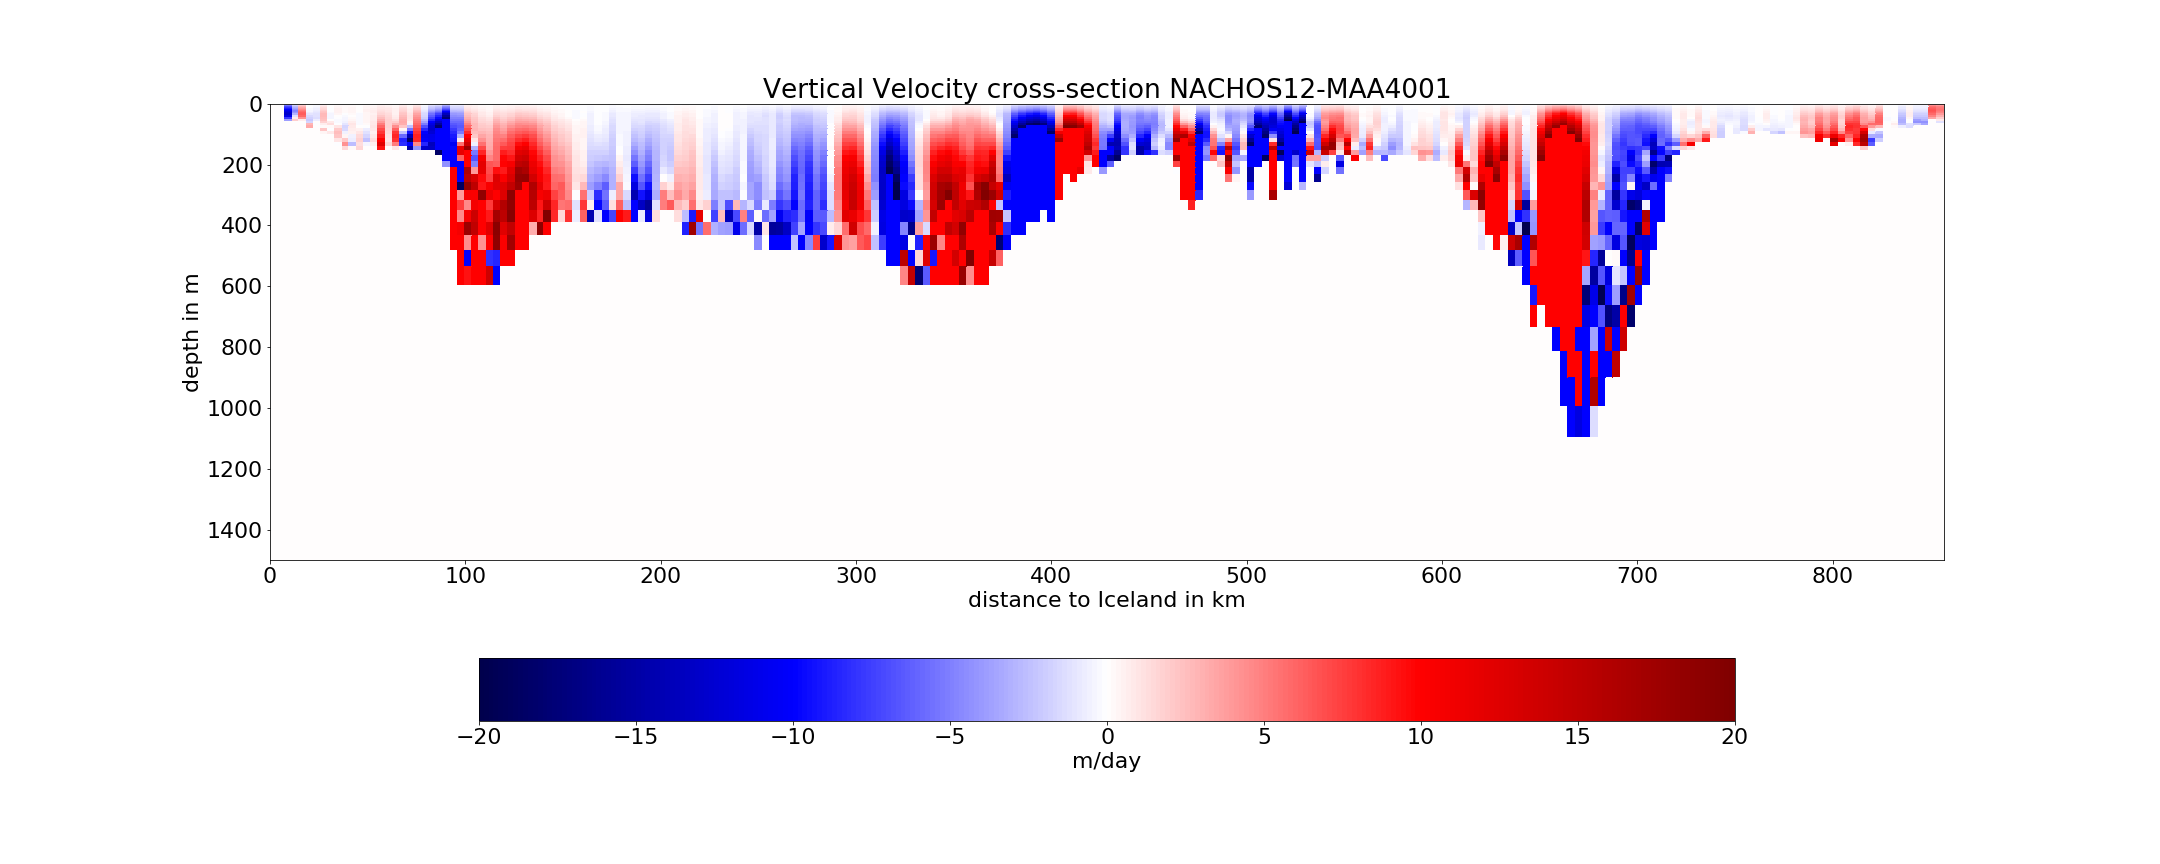 Vertical Velocity cross-section NACHOS12-MAA4001
0
200
400
600
800
1000
1200
1400
depth in m
0 100 200 300 400 500 600 700 800
distance to Iceland in km
−20 −15 −10 −5 0 5 10 15 20
m/day